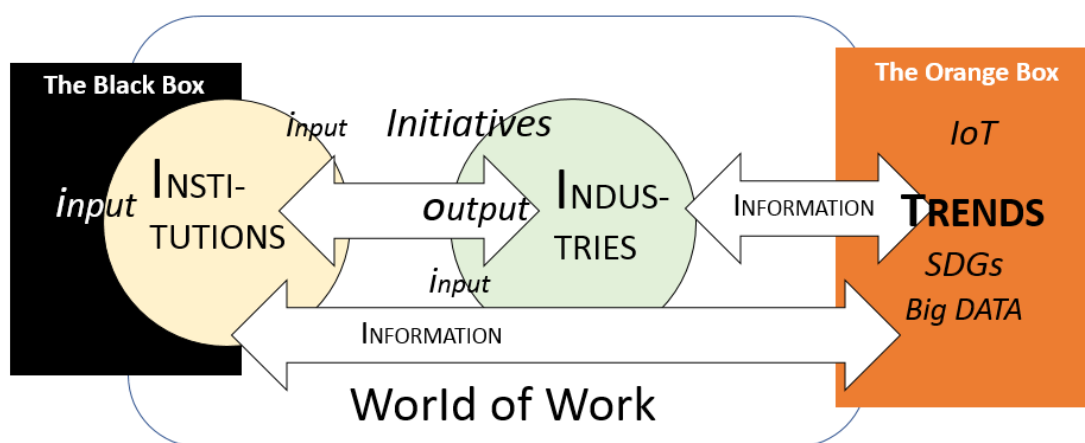 The Black Box
The Orange Box
input
Initiatives
IoT
input
INSTI-
TUTIONS
output
INDUS-
TRIES
INFORMATION
TRENDS
SDGs
input
Big DATA
INFORMATION
World of Work